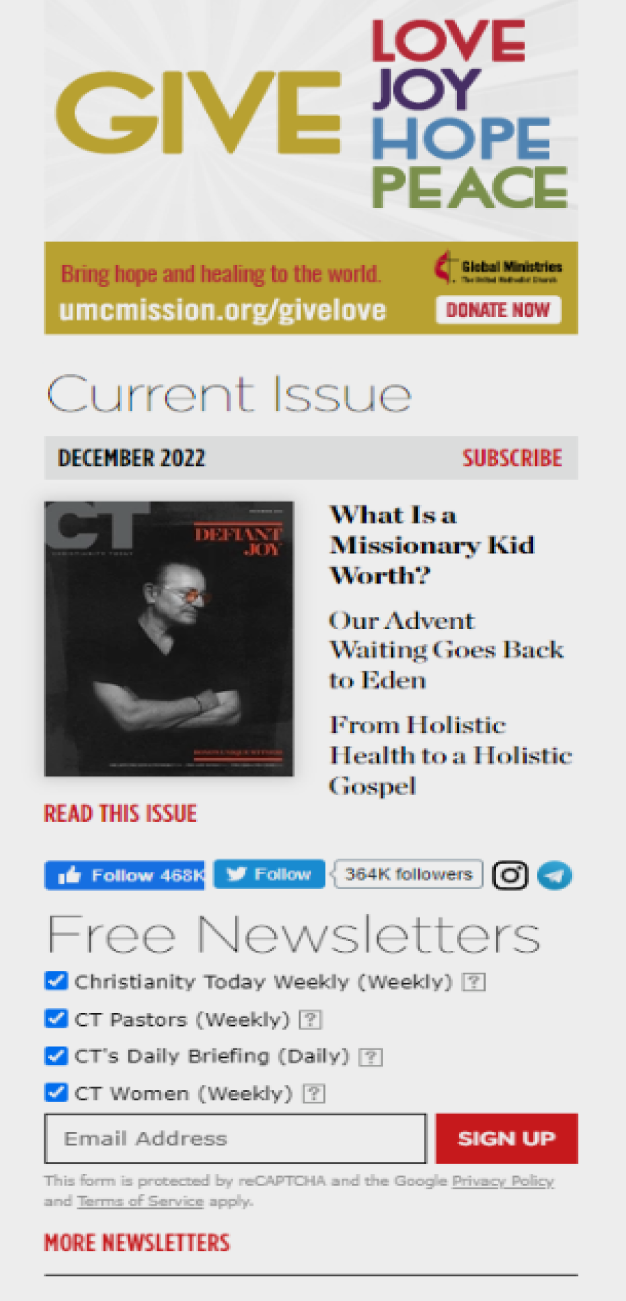 GIVE
LOVE
JOY
HOPE
PEACE
Bring hope and healing to the world.
umcmission.org/givelove
Global Ministries
The United Methodist Church
DONATE NOW
Current Issue
DECEMBER 2022
SUBSCRIBE
CT
CHRISTIANITY TODAY
DEFIANT
JOY
What Is a
Missionary Kid
Worth?
Our Advent
Waiting Goes Back
to Eden
From Holistic
Health to a Holistic
Gospel
READ THIS ISSUE
Follow 468K
Follow
364K followers
Free Newsletters
Christianity Today Weekly (Weekly) ?
CT Pastors (Weekly) ?
CT's Daily Briefing (Daily) ?
CT Women (Weekly) ?
Email Address
SIGN UP
This form is protected by reCAPTCHA and the Google Privacy Policy
and Terms of Service apply.
MORE NEWSLETTERS